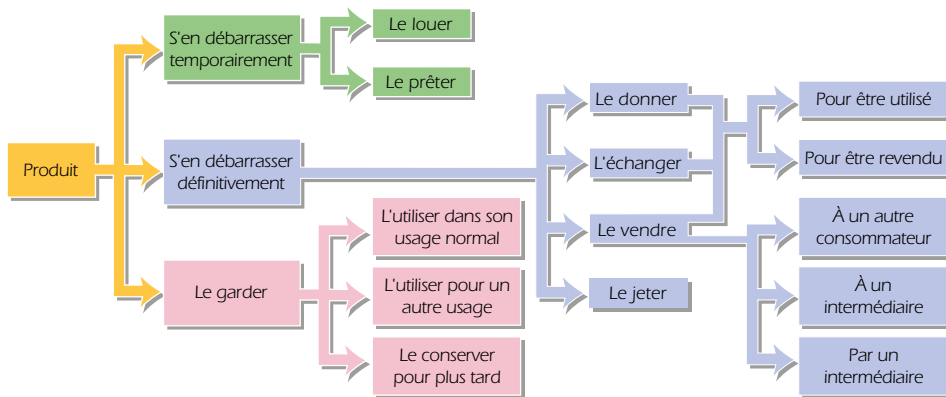 Produit
S'en débarrasser
temporairement
Le louer
Le prêter
S'en débarrasser
définitivement
Le donner
L'échanger
Le vendre
Le jeter
Pour être utilisé
Pour être revendu
À un autre
consommateur
À un
intermédiaire
Par un
intermédiaire
Le garder
L'utiliser dans son
usage normal
L'utiliser pour un
autre usage
Le conserver
pour plus tard